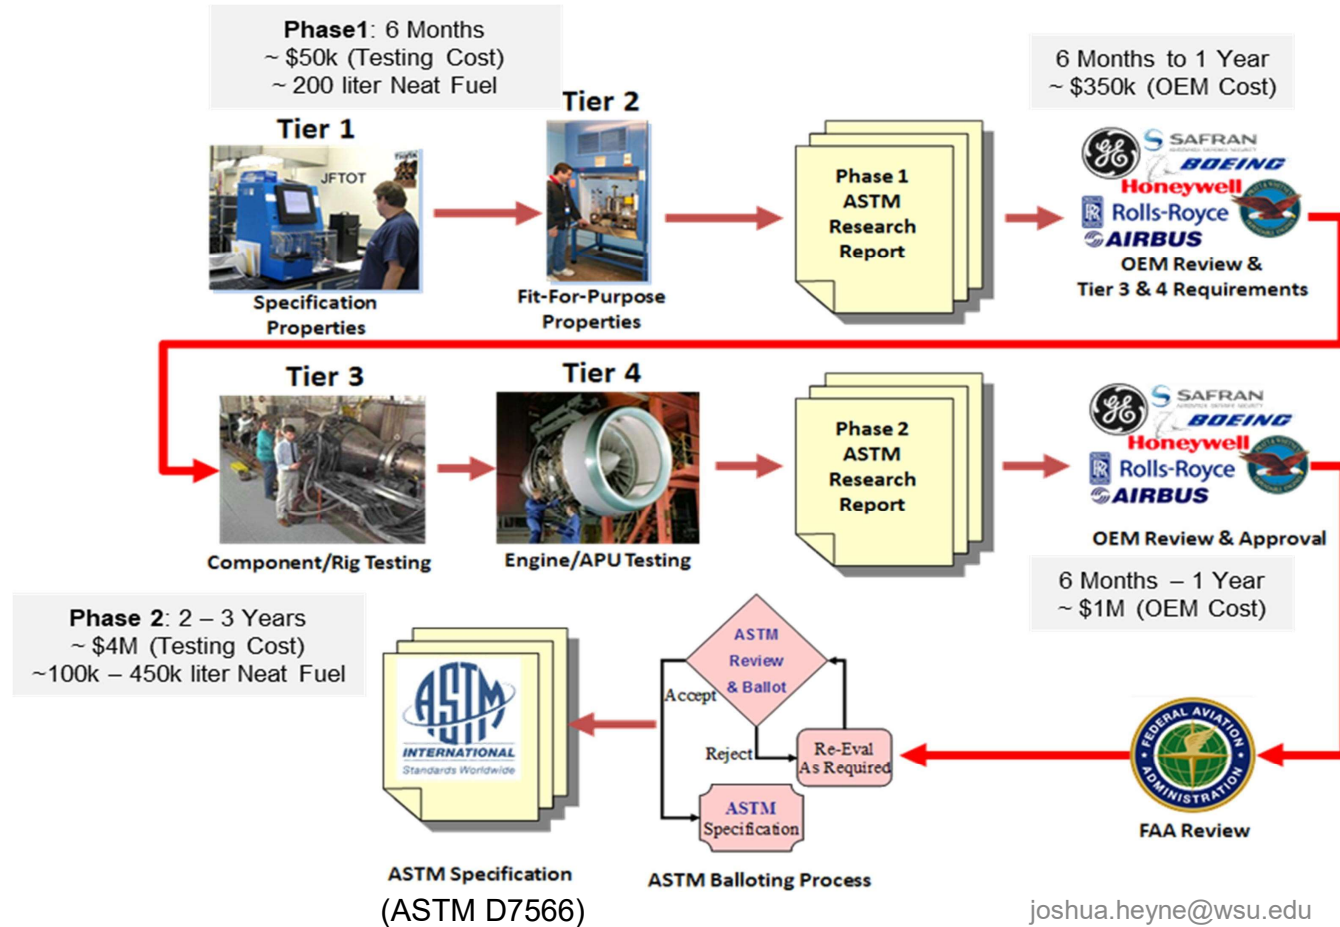 Phase1: 6 Months
~ $50k (Testing Cost)
~ 200 liter Neat Fuel
6 Months to 1 Year
~ $350k (OEM Cost)
Tier 1
Tier 2
JFTOT
Specification
Properties
Fit-For-Purpose
Properties
Phase 1
ASTM
Research
Report
SAFRAN
BOEING
Honeywell
Rolls-Royce
AIRBUS
OEM Review &
Tier 3 & 4 Requirements
Tier 3
Tier 4
Component/Rig Testing
Engine/APU Testing
Phase 2
ASTM
Research
Report
SAFRAN
BOEING
Honeywell
Rolls-Royce
AIRBUS
OEM Review & Approval
6 Months – 1 Year
~ $1M (OEM Cost)
Phase 2: 2 – 3 Years
~ $4M (Testing Cost)
~100k – 450k liter Neat Fuel
ASTM
INTERNATIONAL
Standards Worldwide
ASTM Specification
(ASTM D7566)
ASTM
Review
& Ballot
Accept
Reject
Re-Eval
As Required
ASTM
Specification
ASTM Balloting Process
FEDERAL AVIATION
ADMINISTRATION
FAA Review
joshua.heyne@wsu.edu